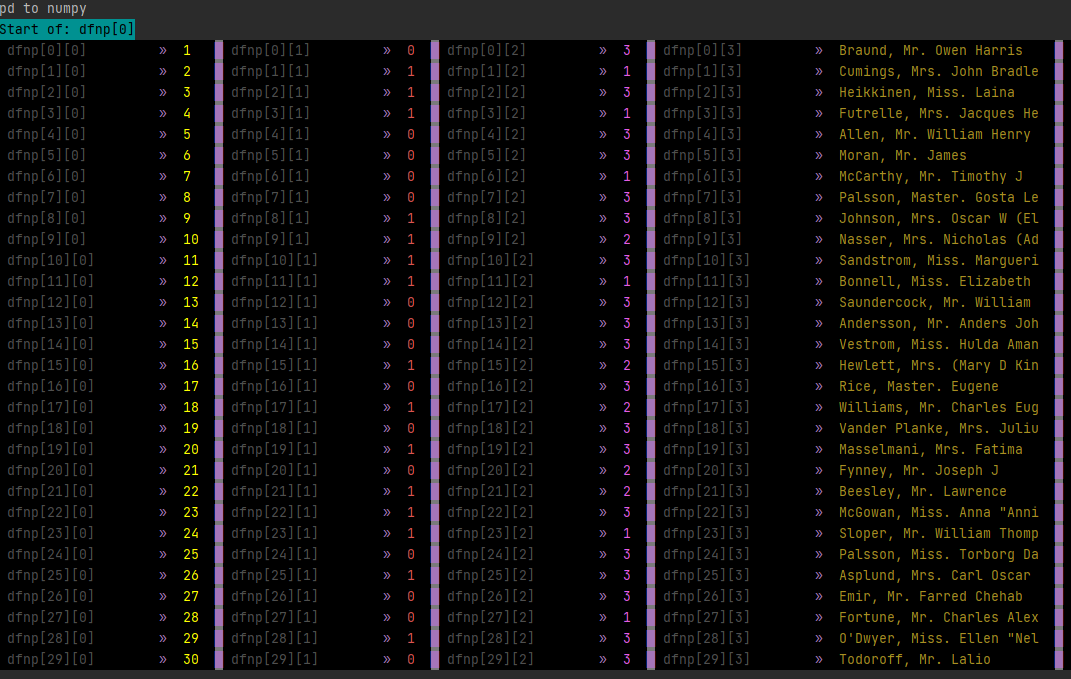 pd to numpy
Start of: dfnp[0]
dfnp[0][0] » 1 dfnp[0][1] » 0 dfnp[0][2] » 3 dfnp[0][3] » Braund, Mr. Owen Harris
dfnp[1][0] » 2 dfnp[1][1] » 1 dfnp[1][2] » 1 dfnp[1][3] » Cumings, Mrs. John Bradle
dfnp[2][0] » 3 dfnp[2][1] » 1 dfnp[2][2] » 3 dfnp[2][3] » Heikkinen, Miss. Laina
dfnp[3][0] » 4 dfnp[3][1] » 1 dfnp[3][2] » 1 dfnp[3][3] » Futrelle, Mrs. Jacques He
dfnp[4][0] » 5 dfnp[4][1] » 0 dfnp[4][2] » 3 dfnp[4][3] » Allen, Mr. William Henry
dfnp[5][0] » 6 dfnp[5][1] » 0 dfnp[5][2] » 3 dfnp[5][3] » Moran, Mr. James
dfnp[6][0] » 7 dfnp[6][1] » 0 dfnp[6][2] » 1 dfnp[6][3] » McCarthy, Mr. Timothy J
dfnp[7][0] » 8 dfnp[7][1] » 0 dfnp[7][2] » 3 dfnp[7][3] » Palsson, Master. Gosta Le
dfnp[8][0] » 9 dfnp[8][1] » 1 dfnp[8][2] » 3 dfnp[8][3] » Johnson, Mrs. Oscar W (El
dfnp[9][0] » 10 dfnp[9][1] » 1 dfnp[9][2] » 2 dfnp[9][3] » Nasser, Mrs. Nicholas (Ad
dfnp[10][0] » 11 dfnp[10][1] » 1 dfnp[10][2] » 3 dfnp[10][3] » Sandstrom, Miss. Margueri
dfnp[11][0] » 12 dfnp[11][1] » 1 dfnp[11][2] » 1 dfnp[11][3] » Bonnell, Miss. Elizabeth
dfnp[12][0] » 13 dfnp[12][1] » 0 dfnp[12][2] » 3 dfnp[12][3] » Saundercock, Mr. William
dfnp[13][0] » 14 dfnp[13][1] » 0 dfnp[13][2] » 3 dfnp[13][3] » Andersson, Mr. Anders Joh
dfnp[14][0] » 15 dfnp[14][1] » 0 dfnp[14][2] » 3 dfnp[14][3] » Vestrom, Miss. Hulda Aman
dfnp[15][0] » 16 dfnp[15][1] » 1 dfnp[15][2] » 2 dfnp[15][3] » Hewlett, Mrs. (Mary D Kin
dfnp[16][0] » 17 dfnp[16][1] » 0 dfnp[16][2] » 3 dfnp[16][3] » Rice, Master. Eugene
dfnp[17][0] » 18 dfnp[17][1] » 1 dfnp[17][2] » 2 dfnp[17][3] » Williams, Mr. Charles Eug
dfnp[18][0] » 19 dfnp[18][1] » 0 dfnp[18][2] » 3 dfnp[18][3] » Vander Planke, Mrs. Juliu
dfnp[19][0] » 20 dfnp[19][1] » 1 dfnp[19][2] » 3 dfnp[19][3] » Masselmani, Mrs. Fatima
dfnp[20][0] » 21 dfnp[20][1] » 0 dfnp[20][2] » 2 dfnp[20][3] » Fynney, Mr. Joseph J
dfnp[21][0] » 22 dfnp[21][1] » 1 dfnp[21][2] » 2 dfnp[21][3] » Beesley, Mr. Lawrence
dfnp[22][0] » 23 dfnp[22][1] » 1 dfnp[22][2] » 3 dfnp[22][3] » McGowan, Miss. Anna "Anni
dfnp[23][0] » 24 dfnp[23][1] » 1 dfnp[23][2] » 1 dfnp[23][3] » Sloper, Mr. William Thomp
dfnp[24][0] » 25 dfnp[24][1] » 0 dfnp[24][2] » 3 dfnp[24][3] » Palsson, Miss. Torborg Da
dfnp[25][0] » 26 dfnp[25][1] » 1 dfnp[25][2] » 3 dfnp[25][3] » Asplund, Mrs. Carl Oscar
dfnp[26][0] » 27 dfnp[26][1] » 0 dfnp[26][2] » 3 dfnp[26][3] » Emir, Mr. Farred Chehab
dfnp[27][0] » 28 dfnp[27][1] » 0 dfnp[27][2] » 1 dfnp[27][3] » Fortune, Mr. Charles Alex
dfnp[28][0] » 29 dfnp[28][1] » 1 dfnp[28][2] » 3 dfnp[28][3] » O'Dwyer, Miss. Ellen "Nel
dfnp[29][0] » 30 dfnp[29][1] » 0 dfnp[29][2] » 3 dfnp[29][3] » Todoroff, Mr. Lalio